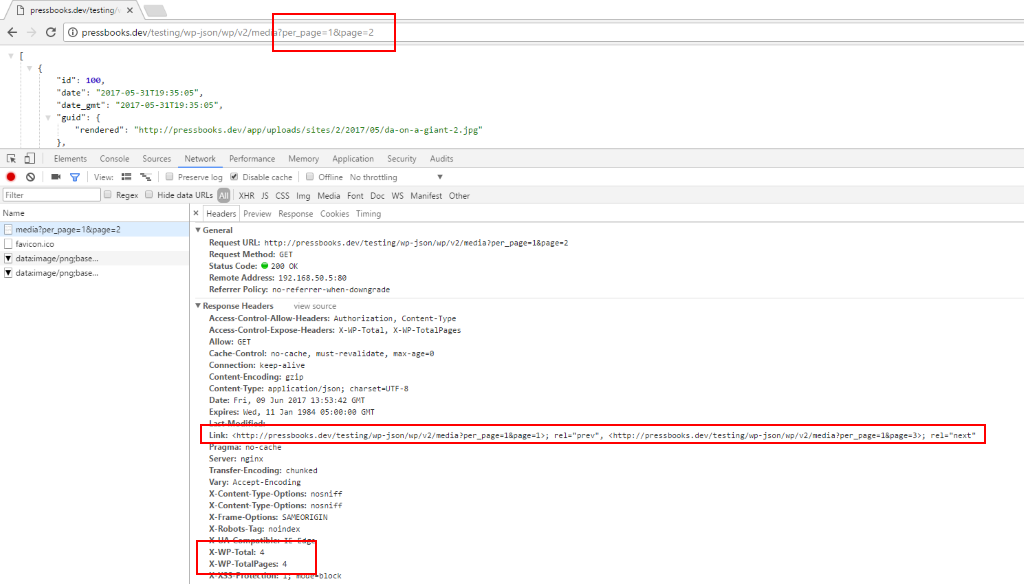 pressbooks.dev/testing/
pressbooks.dev/testing/wp-json/wp/v2/media?per_page=1&page=2
[
{
"id": 100,
"date": "2017-05-31T19:35:05",
"date_gmt": "2017-05-31T19:35:05",
"guid": {
"rendered": "http://pressbooks.dev/app/uploads/sites/2/2017/05/da-on-a-giant-2.jpg"
},
Elements Console Sources Network Performance Memory Application Security Audits
View: Preserve log Disable cache Offline No throttling
Filter Regex Hide data URLs All XHR JS CSS Img Media Font Doc WS Manifest Other
Name
media?per_page=1&page=2
favicon.ico
data:image/png;base...
data:image/png;base...
× Headers Preview Response Cookies Timing
General
Request URL: http://pressbooks.dev/testing/wp-json/wp/v2/media?per_page=1&page=2
Request Method: GET
Status Code: 200 OK
Remote Address: 192.168.50.5:80
Referrer Policy: no-referrer-when-downgrade
Response Headers view source
Access-Control-Allow-Headers: Authorization, Content-Type
Access-Control-Expose-Headers: X-WP-Total, X-WP-TotalPages
Allow: GET
Cache-Control: no-cache, must-revalidate, max-age=0
Connection: keep-alive
Content-Encoding: gzip
Content-Type: application/json; charset=UTF-8
Date: Fri, 09 Jun 2017 13:53:42 GMT
Expires: Wed, 11 Jan 1984 05:00:00 GMT
Last-Modified:
Link: <http://pressbooks.dev/testing/wp-json/wp/v2/media?per_page=1&page=1>; rel="prev", <http://pressbooks.dev/testing/wp-json/wp/v2/media?per_page=1&page=3>; rel="next"
Pragma: no-cache
Server: nginx
Transfer-Encoding: chunked
Vary: Accept-Encoding
X-Content-Type-Options: nosniff
X-Content-Type-Options: nosniff
X-Frame-Options: SAMEORIGIN
X-Robots-Tag: noindex
X-UA-Compatible: IE=Edge
X-WP-Total: 4
X-WP-TotalPages: 4
X-XSS-Protection: 1; mode=block